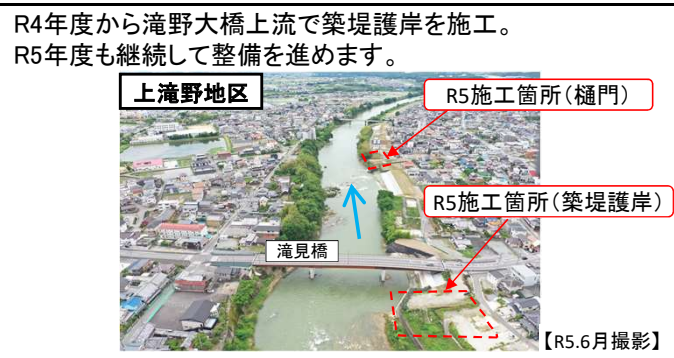 R4年度から滝野大橋上流で築堤護岸を施工。
R5年度も継続して整備を進めます。
上滝野地区
R5施工箇所(樋門)
R5施工箇所(築堤護岸)
滝見橋
【R5.6月撮影】